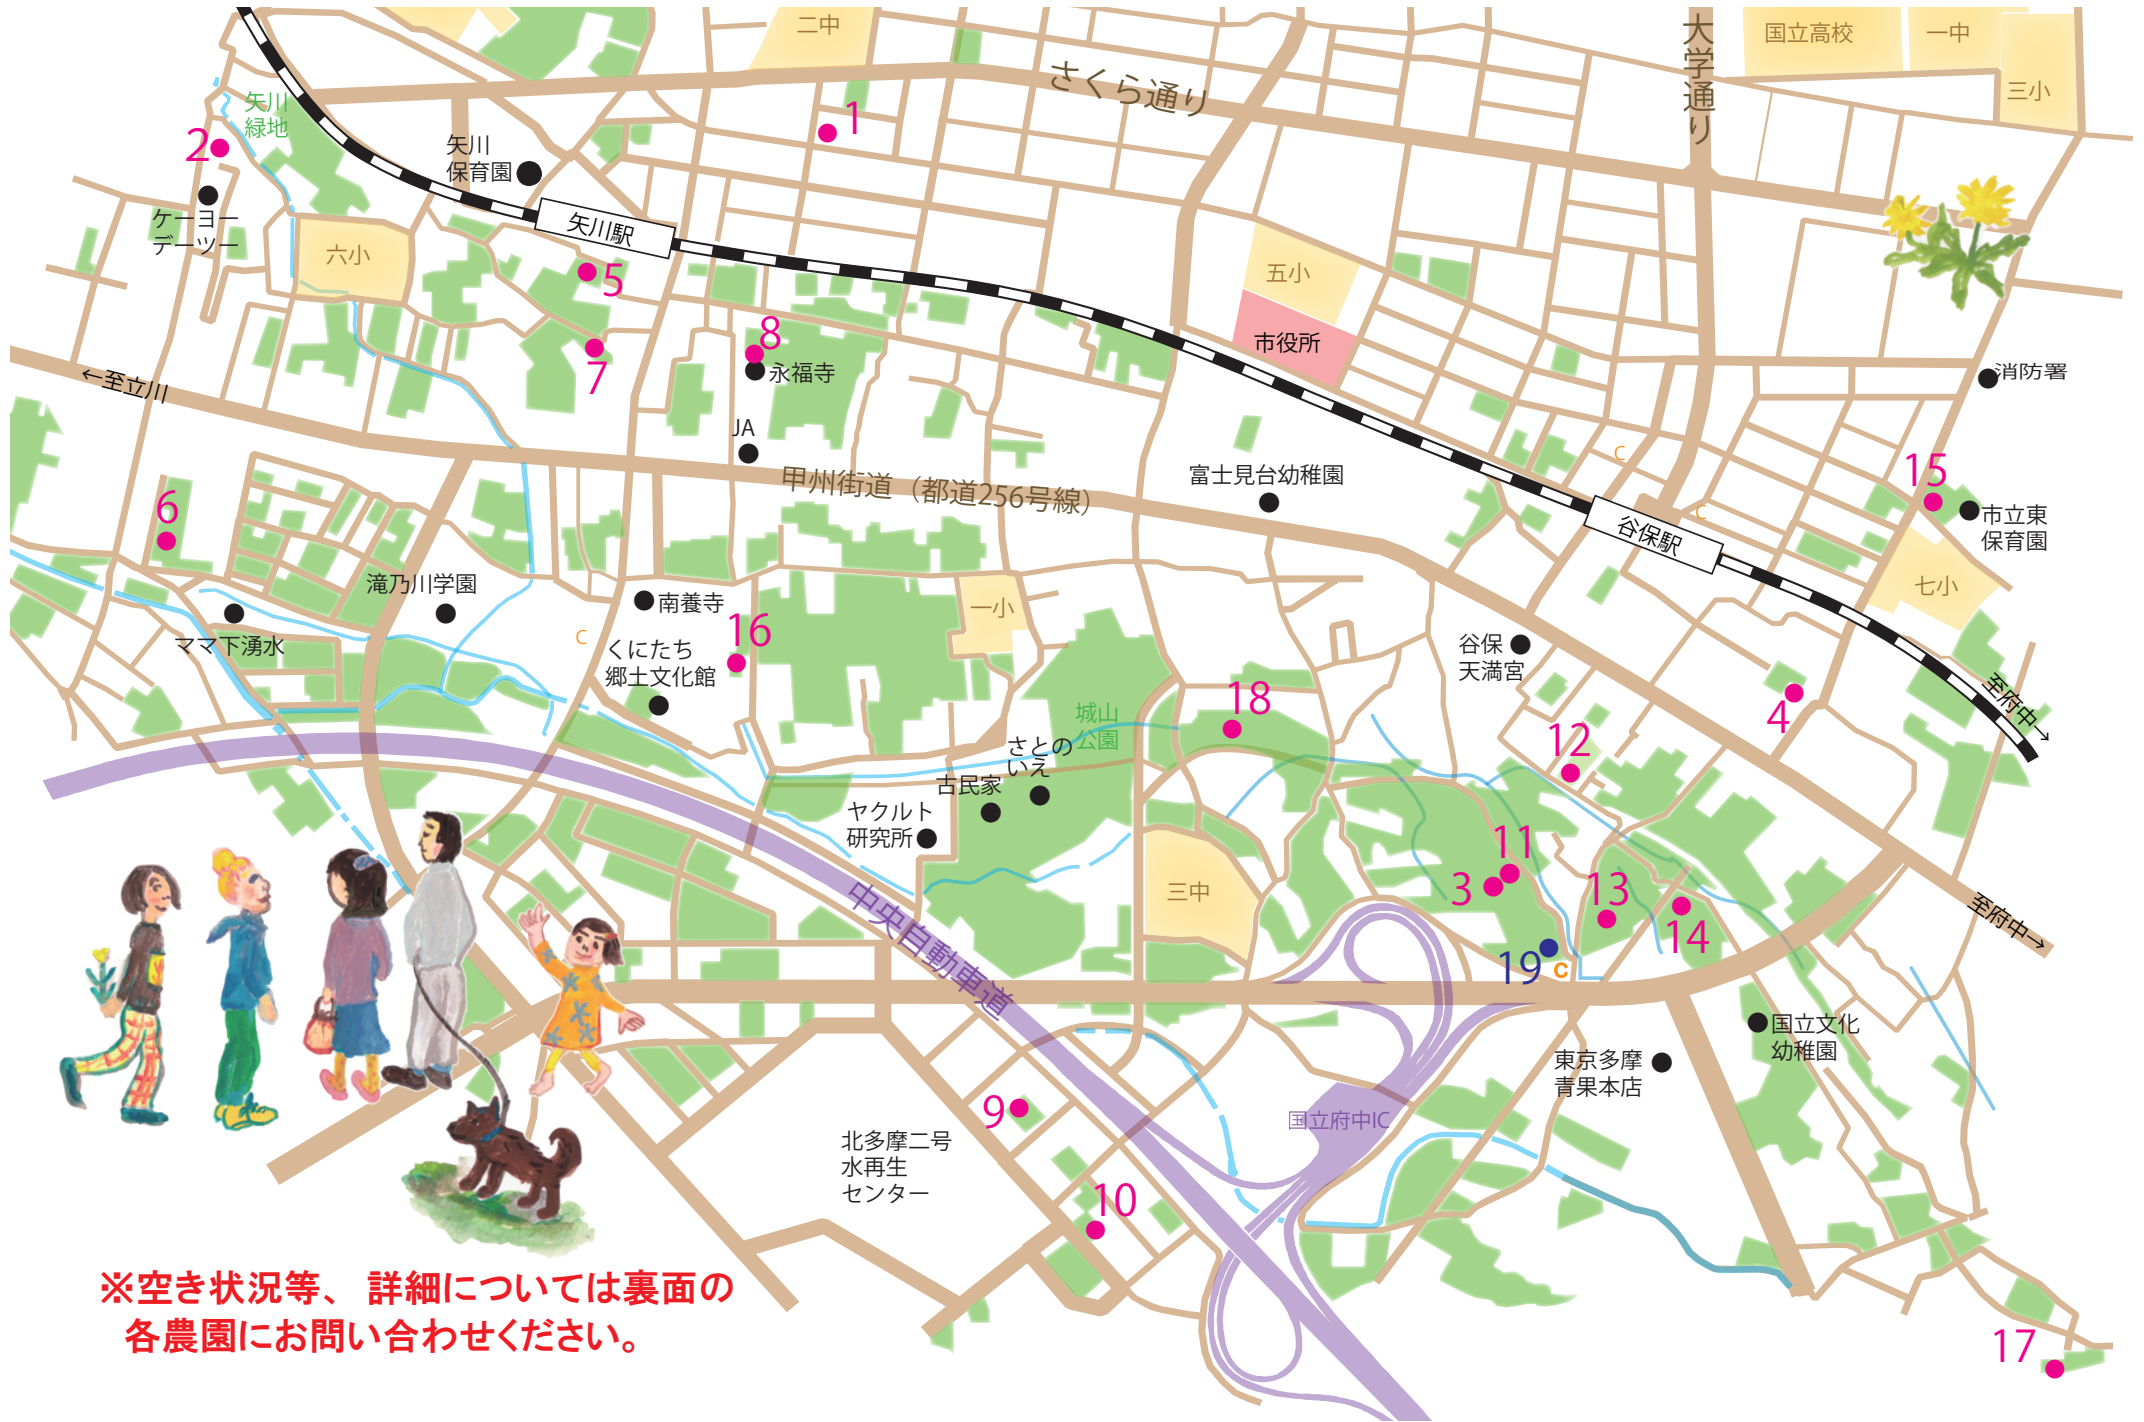 二中
さくら通り
大学通り
国立高校
一中
三小
矢川
緑地
1
2
矢川
保育園
ケーヨー
デーツー
六小
矢川駅
5
五小
市役所
8
永福寺
7
←至立川
消防署
JA
甲州街道（都道256号線）
富士見台幼稚園
C
15
C
谷保駅
市立東
保育園
6
七小
滝乃川学園
南養寺
一小
ママ下湧水
C
16
くにたち
郷土文化館
谷保
天満宮
至府中→
18
4
城山
公園
12
さとの
いえ
古民家
ヤクルト
研究所
11
3
三中
13
14
中央自動車道
至府中→
19
C
国立文化
幼稚園
東京多摩
青果本店
9
国立府中IC
北多摩二号
水再生
センター
10
※空き状況等、詳細については裏面の
各農園にお問い合わせください。
17